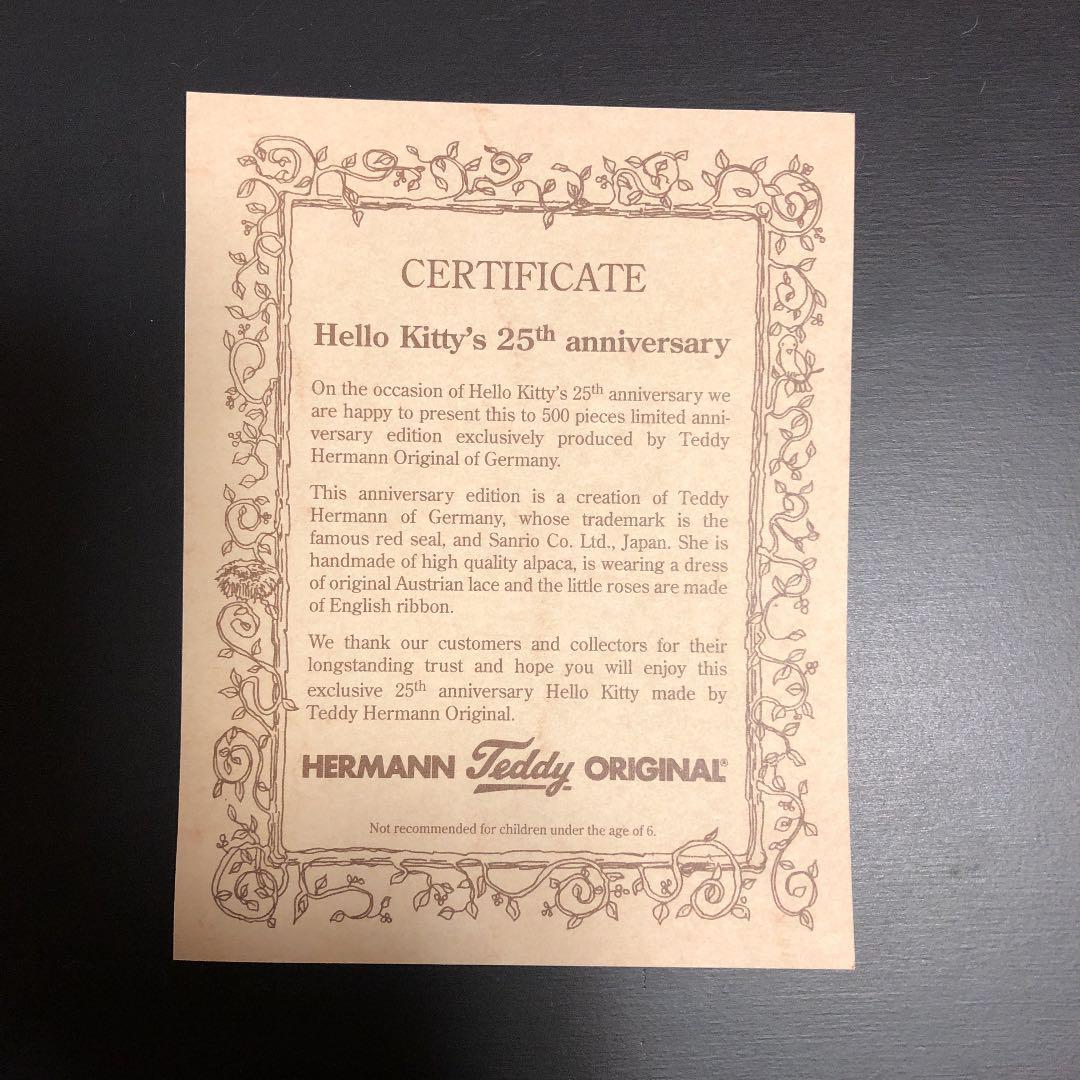 CERTIFICATE
Hello Kitty's 25th anniversary
On the occasion of Hello Kitty's 25th anniversary we
are happy to present this to 500 pieces limited anni-
versary edition exclusively produced by Teddy
Hermann Original of Germany.
This anniversary edition is a creation of Teddy
Hermann of Germany, whose trademark is the
famous red seal, and Sanrio Co. Ltd., Japan. She is
handmade of high quality alpaca, is wearing a dress
of original Austrian lace and the little roses are made
of English ribbon.
We thank our customers and collectors for their
longstanding trust and hope you will enjoy this
exclusive 25th anniversary Hello Kitty made by
Teddy Hermann Original.
HERMANN Teddy ORIGINAL®
Not recommended for children under the age of 6.